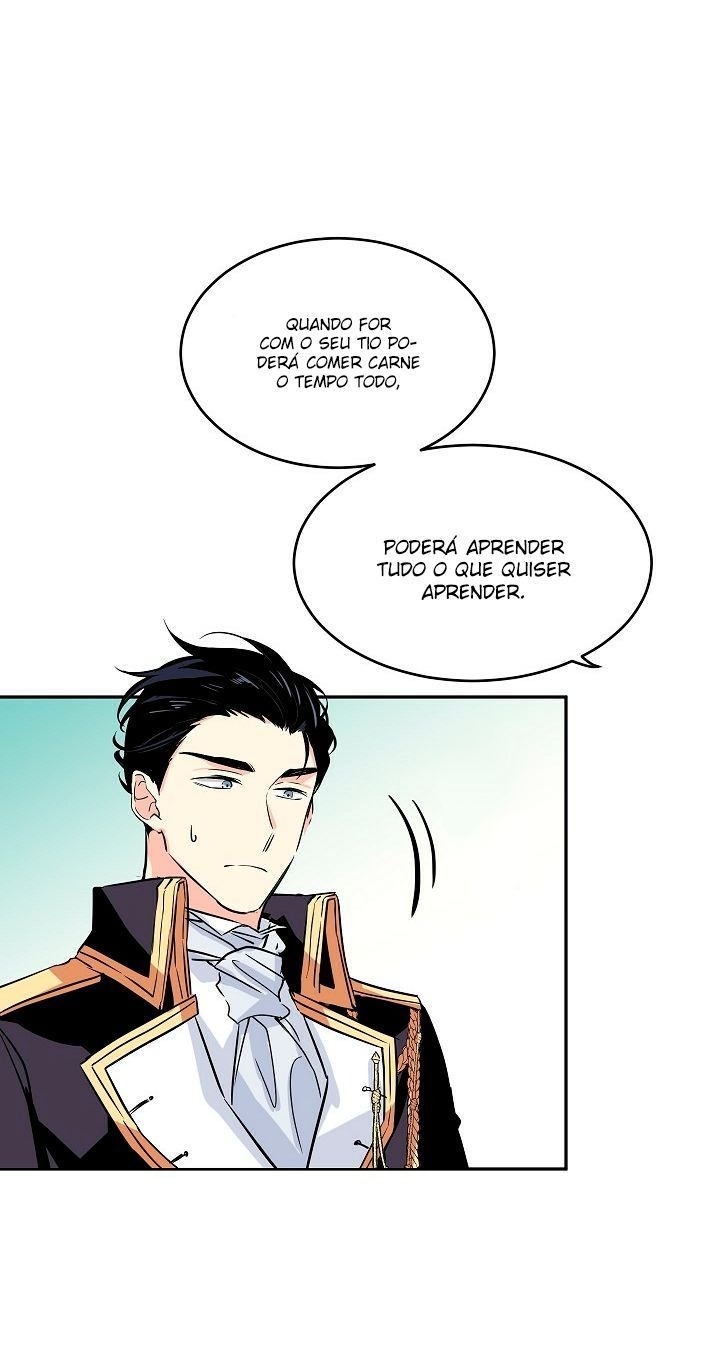 QUANDO FOR
COM O SEU TIO PO-
DERÁ COMER CARNE
O TEMPO TODO,
PODERÁ APRENDER
TUDO O QUE QUISER
APRENDER.